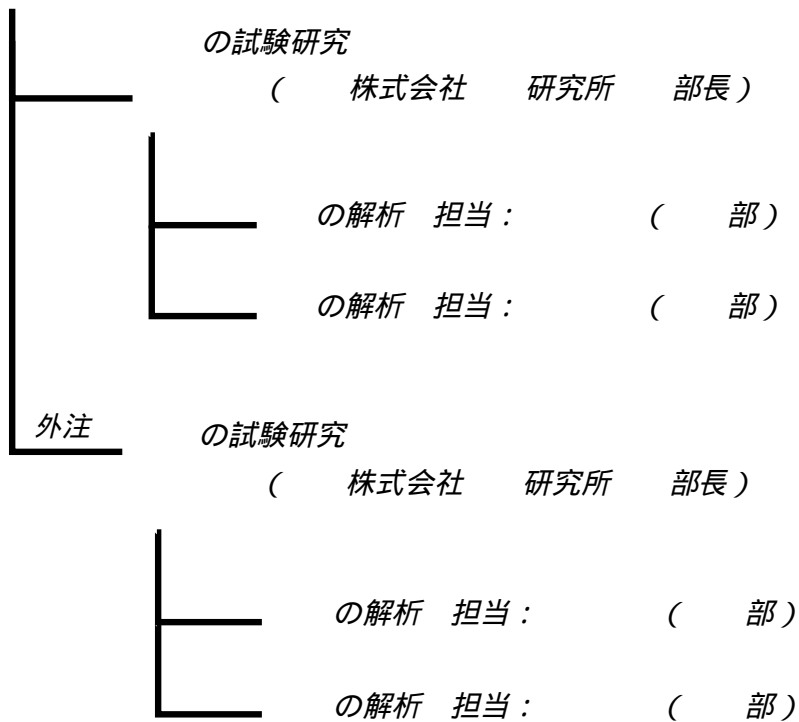 の試験研究
(　　株式会社　　研究所　　部長)
の解析　担当：　　　　(　　部)
の解析　担当：　　　　(　　部)
外注　　　の試験研究
(　　株式会社　　研究所　　部長)
の解析　担当：　　　　(　　部)
の解析　担当：　　　　(　　部)